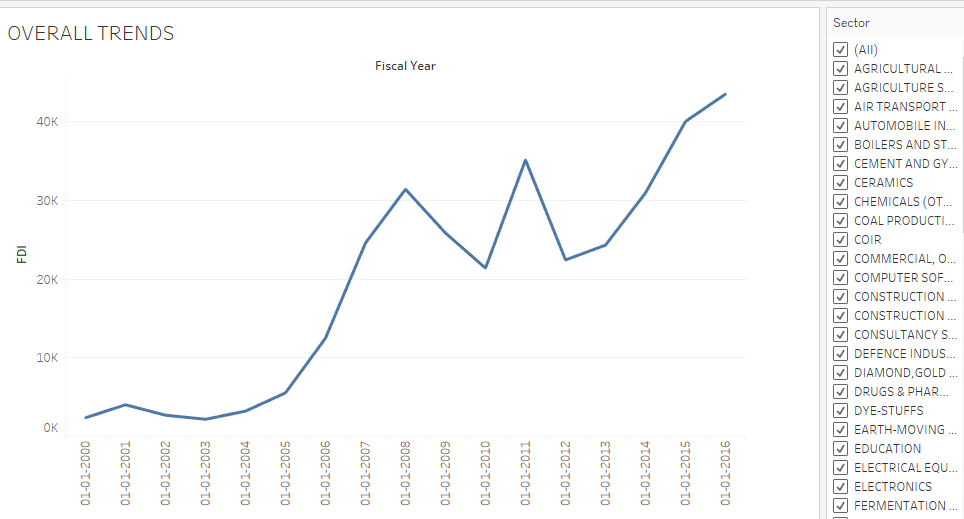 OVERALL TRENDS
Fiscal Year
40K
30K
20K
10K
0K
FDI
01-01-2000
01-01-2001
01-01-2002
01-01-2003
01-01-2004
01-01-2005
01-01-2006
01-01-2007
01-01-2008
01-01-2009
01-01-2010
01-01-2011
01-01-2012
01-01-2013
01-01-2014
01-01-2015
01-01-2016
Sector
(All)
AGRICULTURAL ...
AGRICULTURE S...
AIR TRANSPORT ...
AUTOMOBILE IN...
BOILERS AND ST...
CEMENT AND GY...
CERAMICS
CHEMICALS (OT...
COAL PRODUCTI...
COIR
COMMERCIAL, O...
COMPUTER SOF...
CONSTRUCTION ...
CONSTRUCTION ...
CONSULTANCY S...
DEFENCE INDUS...
DIAMOND,GOLD ...
DRUGS & PHAR...
DYE-STUFFS
EARTH-MOVING ...
EDUCATION
ELECTRICAL EQU...
ELECTRONICS
FERMENTATION ...